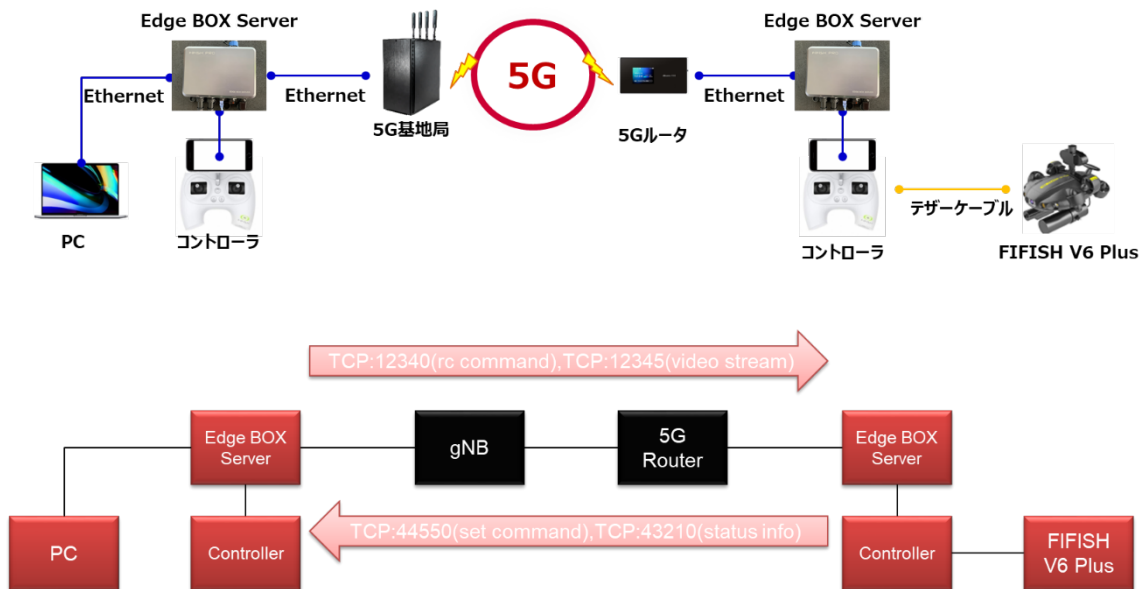 Edge BOX Server
Edge BOX Server
Ethernet
Ethernet
5G
Ethernet
5G基地局
5Gルータ
PC
コントローラ
コントローラ
テザーケーブル
FIFISH V6 Plus
TCP:12340(rc command),TCP:12345(video stream)
Edge BOX
Server
gNB
5G
Router
Edge BOX
Server
TCP:44550(set command),TCP:43210(status info)
PC
Controller
Controller
FIFISH
V6 Plus